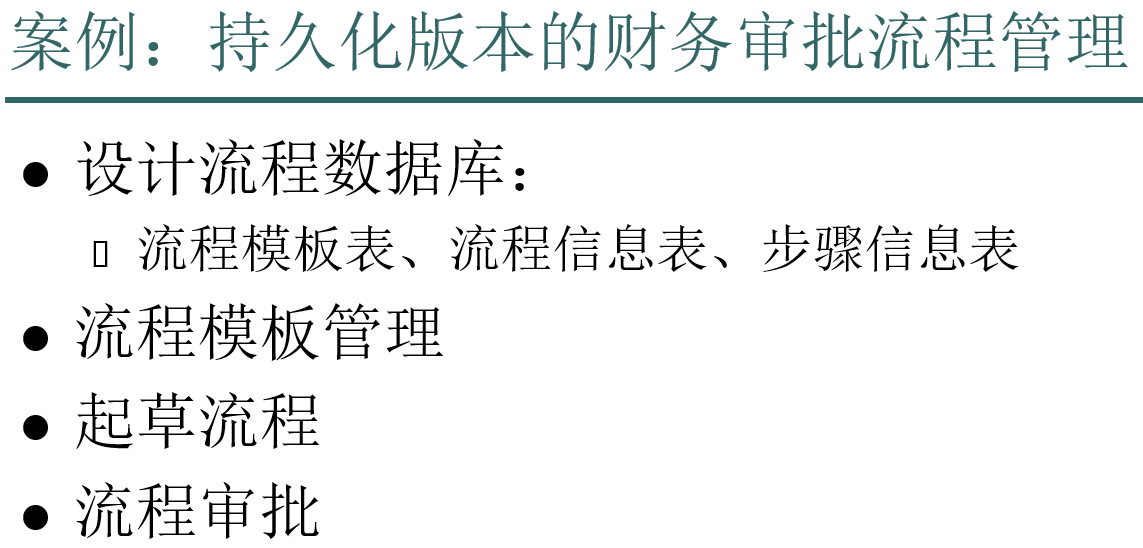 案例：持久化版本的财务审批流程管理
● 设计流程数据库：
▯ 流程模板表、流程信息表、步骤信息表
● 流程模板管理
● 起草流程
● 流程审批